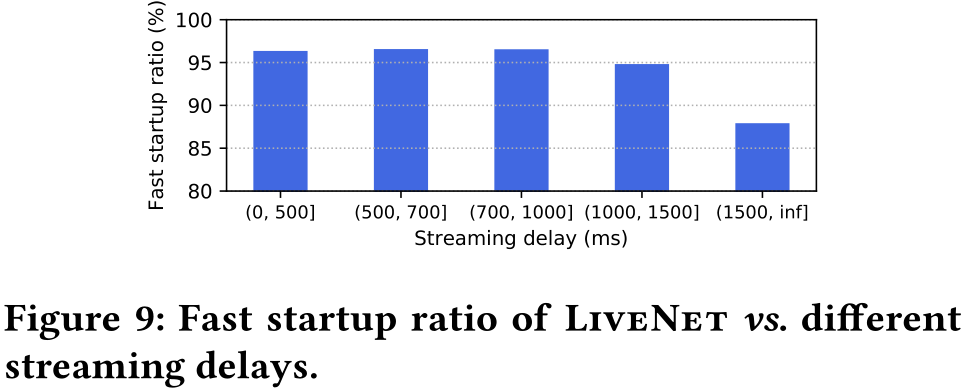 Fast startup ratio (%)
100
95
90
85
80
(0, 500] (500, 700] (700, 1000] (1000, 1500] (1500, inf]
Streaming delay (ms)
Figure 9: Fast startup ratio of LIVENET vs. different
streaming delays.